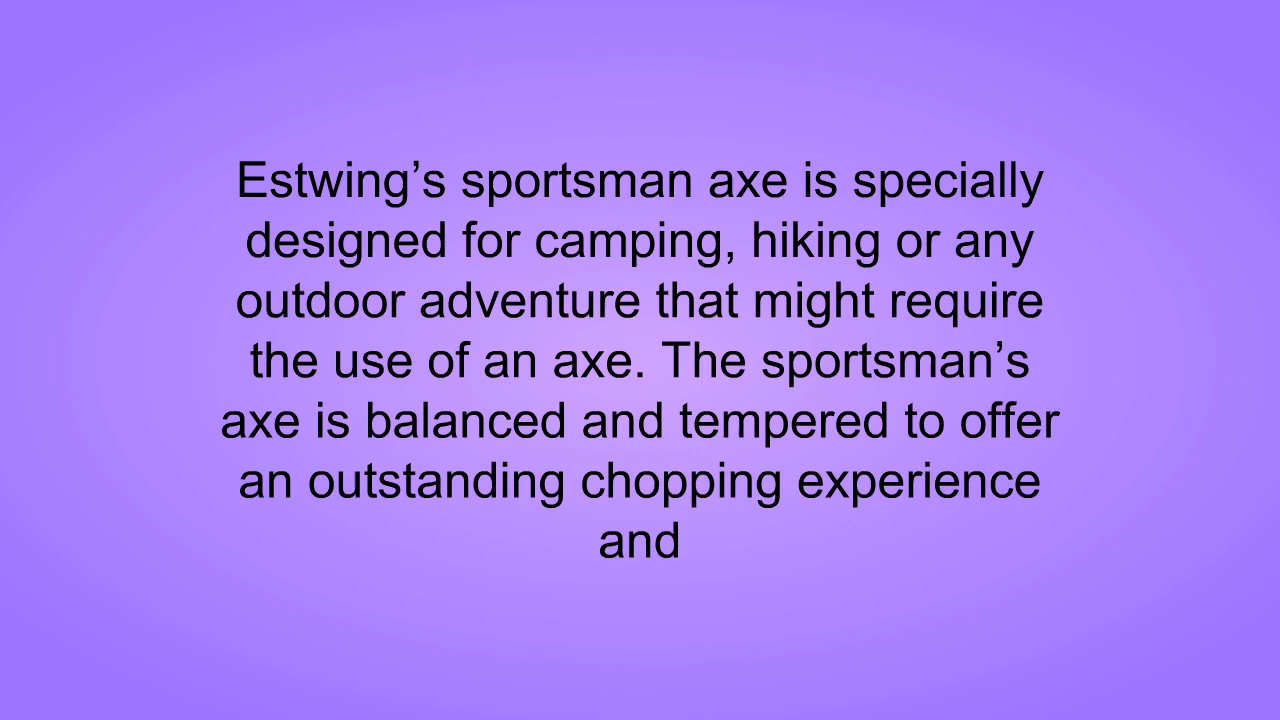 Estwing’s sportsman axe is specially
designed for camping, hiking or any
outdoor adventure that might require
the use of an axe. The sportsman’s
axe is balanced and tempered to offer
an outstanding chopping experience
and